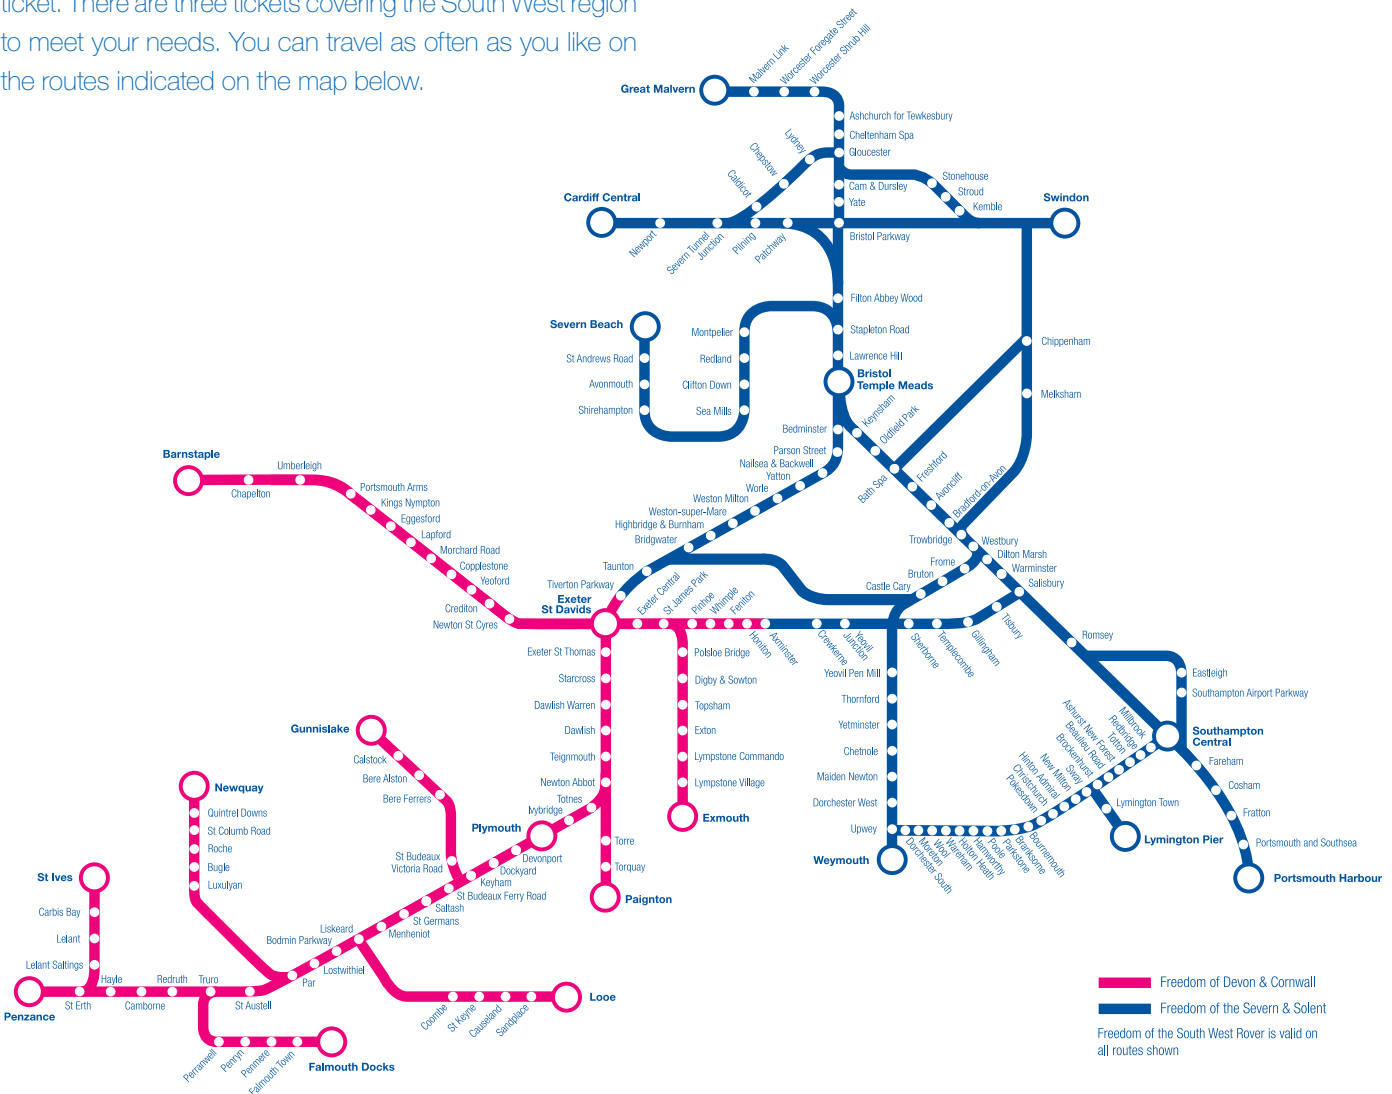 ticket. There are three tickets covering the South West region
to meet your needs. You can travel as often as you like on
the routes indicated on the map below.
Great Malvern
Malvern Link
Worcester Foregate Street
Worcester Shrub Hill
Ashchurch for Tewkesbury
Cheltenham Spa
Gloucester
Lydney
Chepstow
Caldicot
Cam & Dursley
Yate
Stonehouse
Stroud
Kemble
Cardiff Central
Swindon
Newport
Severn Tunnel
Junction
Pilning
Patchway
Bristol Parkway
Filton Abbey Wood
Severn Beach
Montpelier
Stapleton Road
St Andrews Road
Redland
Lawrence Hill
Avonmouth
Clifton Down
Shirehampton
Sea Mills
Bristol
Temple Meads
Chippenham
Melksham
Keynsham
Oldfield Park
Bath Spa
Freshford
Avoncliff
Bradford-on-Avon
Trowbridge
Westbury
Dilton Marsh
Warminster
Salisbury
Bedminster
Parson Street
Nailsea & Backwell
Yatton
Worle
Weston Milton
Weston-super-Mare
Highbridge & Burnham
Bridgwater
Taunton
Tiverton Parkway
Frome
Bruton
Castle Cary
Barnstaple
Chapelton
Umberleigh
Portsmouth Arms
Kings Nympton
Eggesford
Lapford
Morchard Road
Copplestone
Yeoford
Crediton
Newton St Cyres
Exeter
St Davids
Exeter Central
St James Park
Pinhoe
Whimple
Feniton
Honiton
Axminster
Crewkerne
Yeovil
Junction
Sherborne
Templecombe
Gillingham
Tisbury
Romsey
Eastleigh
Southampton Airport Parkway
Exeter St Thomas
Starcross
Dawlish Warren
Dawlish
Teignmouth
Newton Abbot
Totnes
Ivybridge
Plymouth
Torre
Torquay
Paignton
Polsloe Bridge
Digby & Sowton
Topsham
Exton
Lympstone Commando
Lympstone Village
Exmouth
Yeovil Pen Mill
Thornford
Yetminster
Chetnole
Maiden Newton
Dorchester West
Upwey
Weymouth
Dorchester South
Moreton
Wool
Wareham
Holton Heath
Hamworthy
Poole
Parkstone
Branksome
Bournemouth
Pokesdown
Christchurch
Hinton Admiral
New Milton
Sway
Brockenhurst
Beaulieu Road
Ashurst New Forest
Totton
Redbridge
Millbrook
Southampton
Central
Lymington Town
Lymington Pier
Fareham
Cosham
Fratton
Portsmouth and Southsea
Portsmouth Harbour
Gunnislake
Calstock
Bere Alston
Bere Ferrers
St Budeaux
Victoria Road
Devonport
Dockyard
Keyham
St Budeaux Ferry Road
Saltash
St Germans
Menheniot
Liskeard
Bodmin Parkway
Lostwithiel
Par
Newquay
Quintrel Downs
St Columb Road
Roche
Bugle
Luxulyan
St Ives
Carbis Bay
Lelant
Lelant Saltings
Penzance
St Erth
Hayle
Camborne
Redruth
Truro
St Austell
Perranwell
Penryn
Penmere
Falmouth Town
Falmouth Docks
Coombe
St Keyne
Causeland
Sandplace
Looe
Freedom of Devon & Cornwall
Freedom of the Severn & Solent
Freedom of the South West Rover is valid on
all routes shown